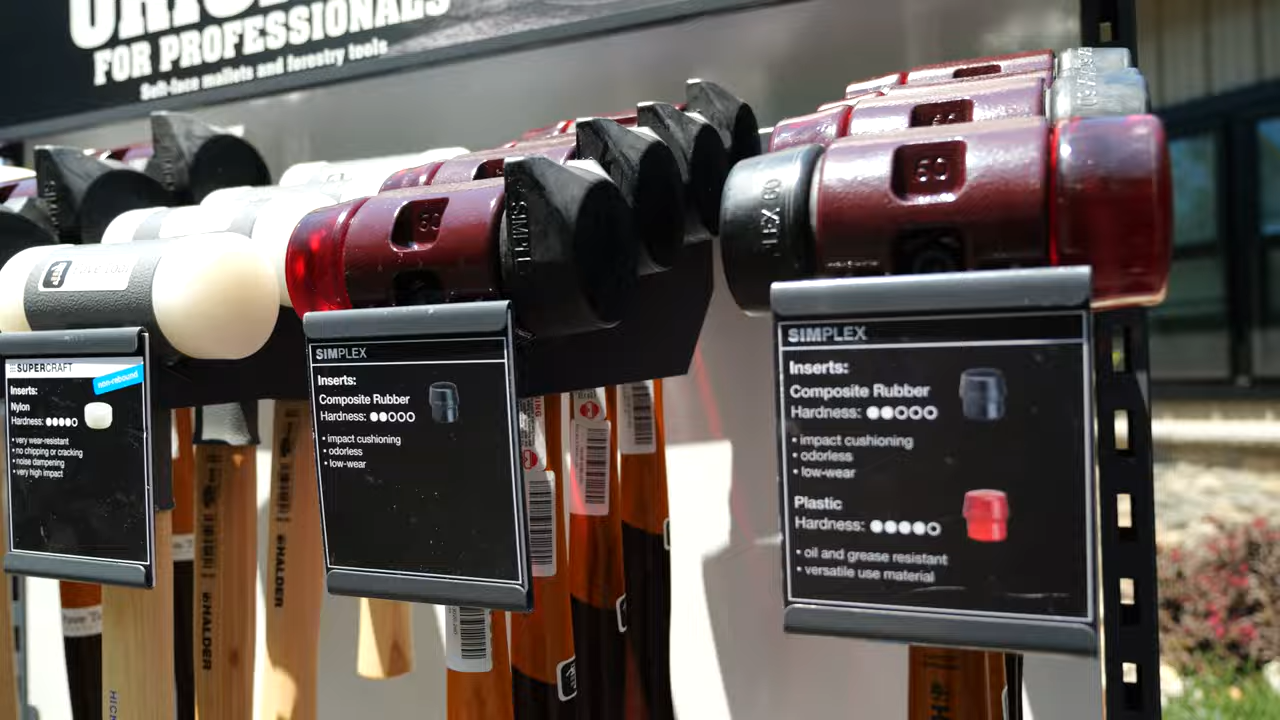 FOR PROFESSIONALS
Soft-face mallets and forestry tools
SUPERCRAFT
non-rebound
Inserts:
Nylon
Hardness: ●●●●○
• very wear-resistant
• no chipping or cracking
• noise dampening
• very high impact
SIMPLEX
Inserts:
Composite Rubber
Hardness: ●●○○○
• impact cushioning
• odorless
• low-wear
SIMPLEX
Inserts:
Composite Rubber
Hardness: ●●○○○
• impact cushioning
• odorless
• low-wear
Plastic
Hardness: ●●●●○
• oil and grease resistant
• versatile use material
60
SIMPL
60
HALDER
HALDER